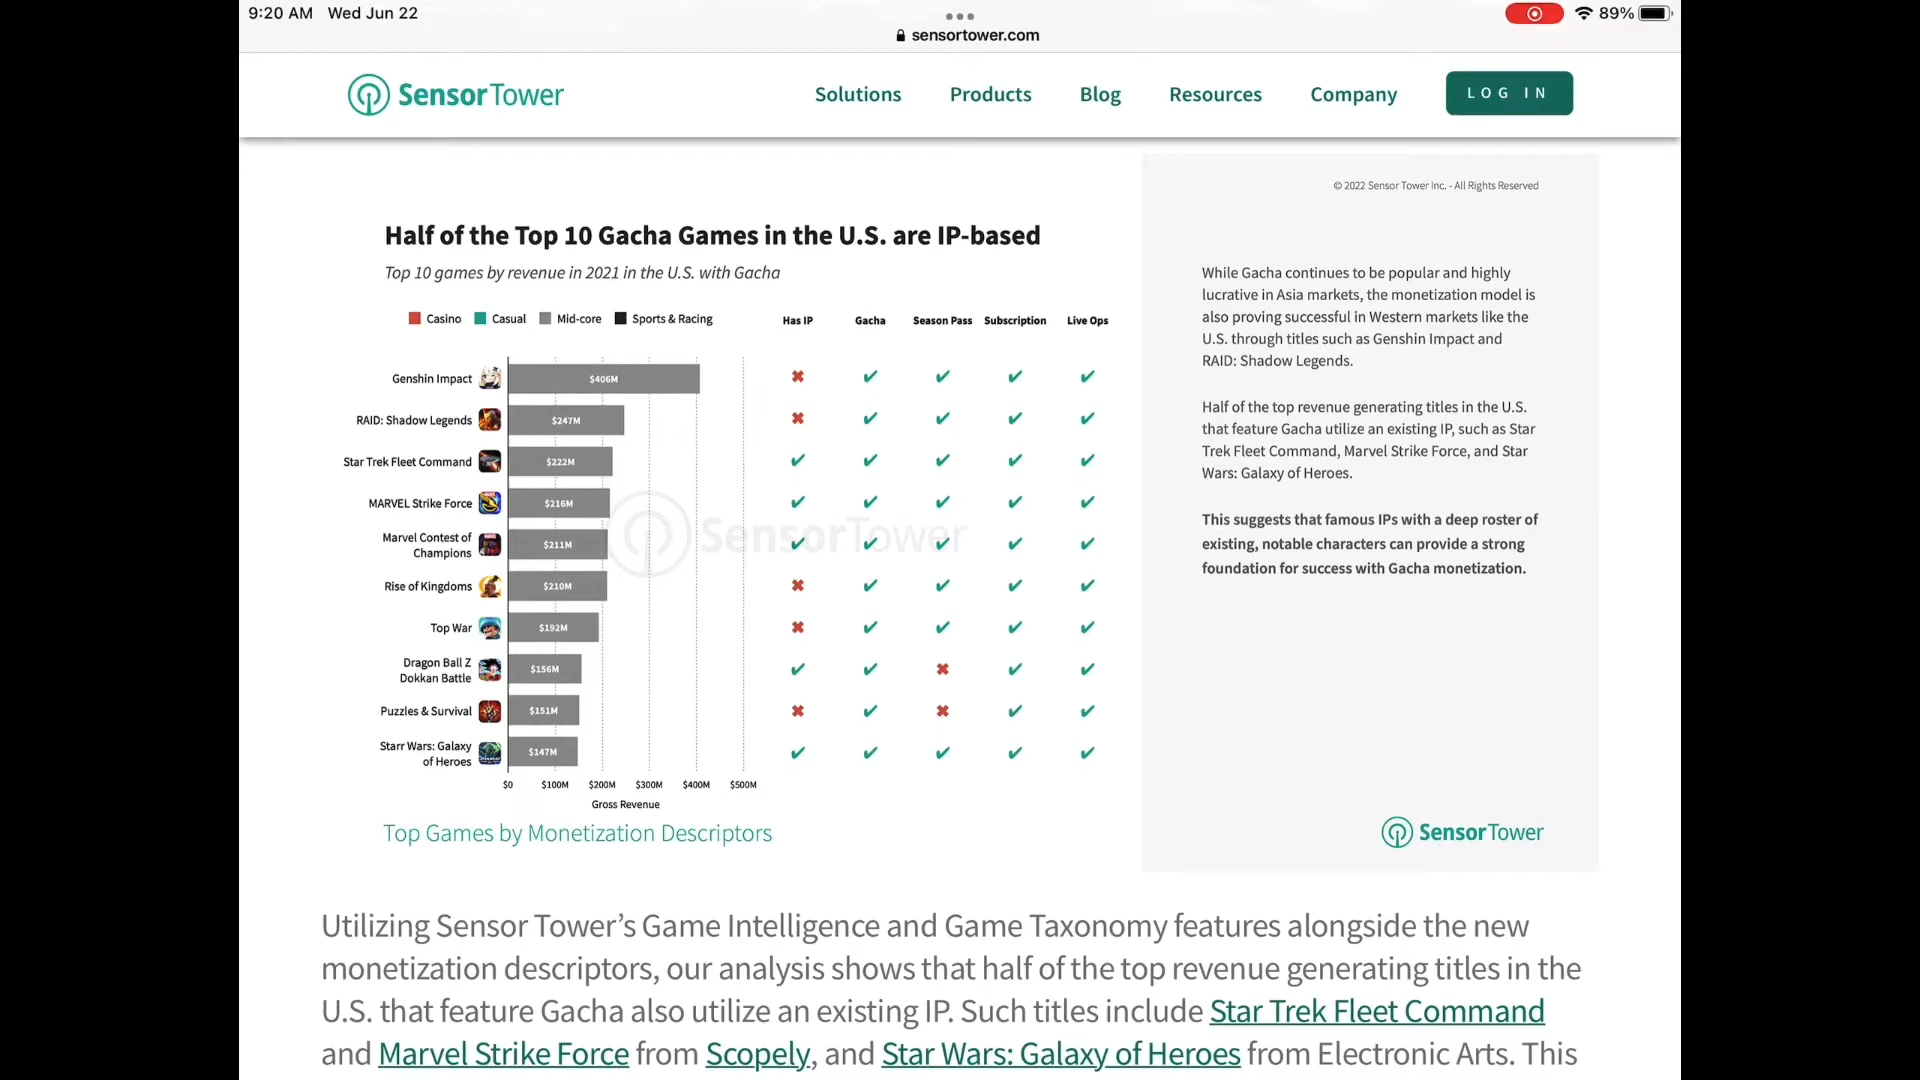 9:20 AM Wed Jun 22
89%
sensortower.com
SensorTower
Solutions
Products
Blog
Resources
Company
LOG IN
© 2022 Sensor Tower Inc. - All Rights Reserved
Half of the Top 10 Gacha Games in the U.S. are IP-based
Top 10 games by revenue in 2021 in the U.S. with Gacha
Casino Casual Mid-core Sports & Racing
Has IP Gacha Season Pass Subscription Live Ops
Genshin Impact $406M
RAID: Shadow Legends $247M
Star Trek Fleet Command $222M
MARVEL Strike Force $216M
Marvel Contest of
Champions
$211M
Rise of Kingdoms $210M
Top War $192M
Dragon Ball Z
Dokkan Battle
$156M
Puzzles & Survival $151M
Starr Wars: Galaxy
of Heroes
$147M
$0 $100M $200M $300M $400M $500M
Gross Revenue
SensorTower
Top Games by Monetization Descriptors
While Gacha continues to be popular and highly
lucrative in Asia markets, the monetization model is
also proving successful in Western markets like the
U.S. through titles such as Genshin Impact and
RAID: Shadow Legends.
Half of the top revenue generating titles in the U.S.
that feature Gacha utilize an existing IP, such as Star
Trek Fleet Command, Marvel Strike Force, and Star
Wars: Galaxy of Heroes.
This suggests that famous IPs with a deep roster of
existing, notable characters can provide a strong
foundation for success with Gacha monetization.
SensorTower
Utilizing Sensor Tower’s Game Intelligence and Game Taxonomy features alongside the new
monetization descriptors, our analysis shows that half of the top revenue generating titles in the
U.S. that feature Gacha also utilize an existing IP. Such titles include Star Trek Fleet Command
and Marvel Strike Force from Scopely, and Star Wars: Galaxy of Heroes from Electronic Arts. This